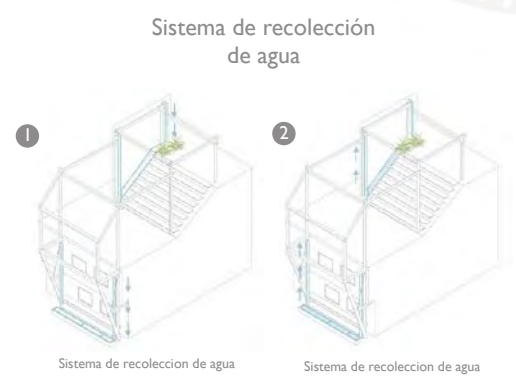 Sistema de recolección
de agua
1
2
Sistema de recoleccion de agua
Sistema de recoleccion de agua